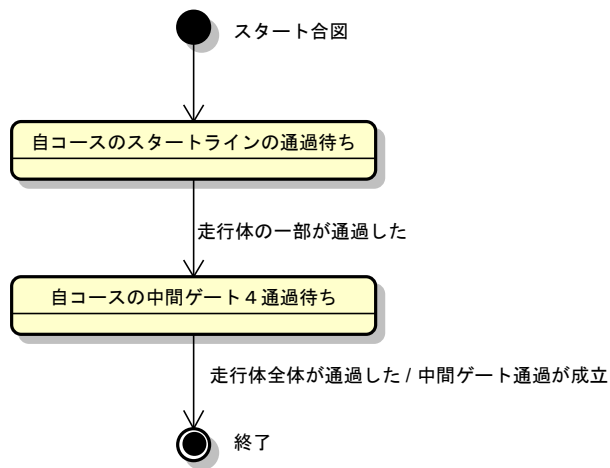 スタート合図
自コースのスタートラインの通過待ち
走行体の一部が通過した
自コースの中間ゲート４通過待ち
走行体全体が通過した / 中間ゲート通過が成立
終了